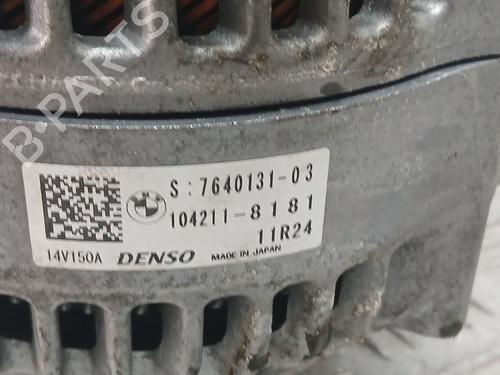 B-PARTS
S:7640131-03
104211-8181
11R24
14V150A DENSO MADE IN JAPAN